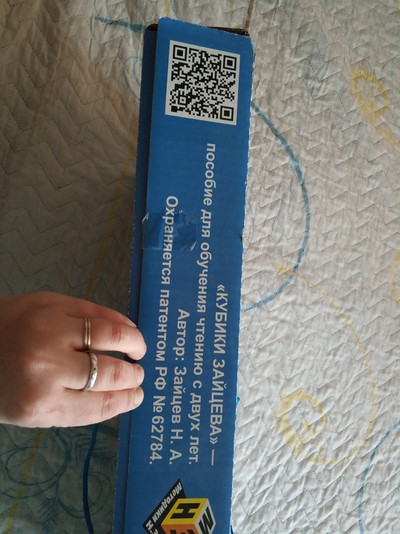 «КУБИКИ ЗАЙЦЕВА» —
пособие для обучения чтению с двух лет.
Автор: Зайцев Н. А.
Охраняется патентом РФ № 62784.